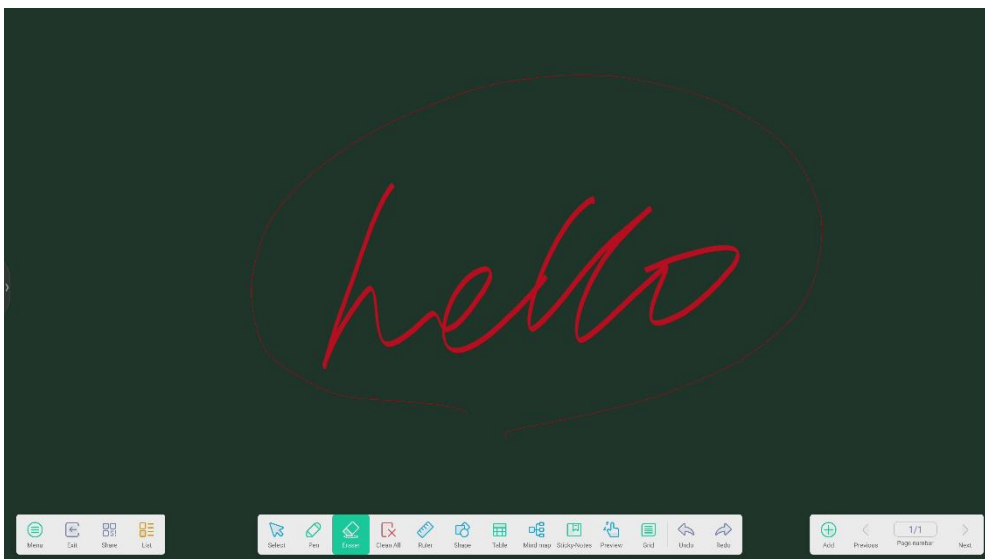 hello
Menu Exit Share List
Select Pen Eraser Clean All Ruler Shape Table Mind map Sticky-Notes Preview Grid Undo Redo
Add Previous 1/1 Page number Next